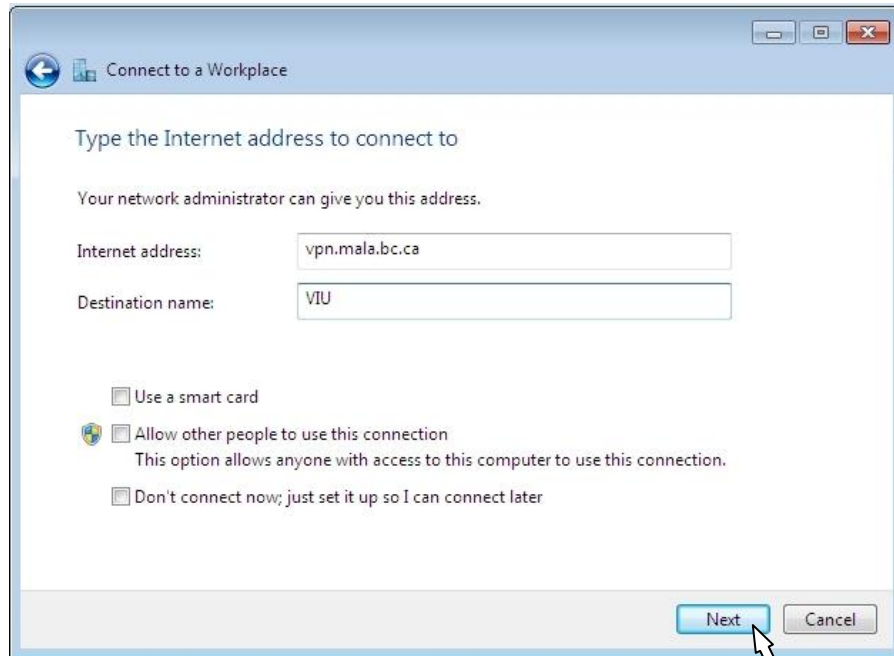 Connect to a Workplace
Type the Internet address to connect to
Your network administrator can give you this address.
Internet address: vpn.mala.bc.ca
Destination name: VIU
Use a smart card
Allow other people to use this connection
This option allows anyone with access to this computer to use this connection.
Don't connect now; just set it up so I can connect later
Next Cancel